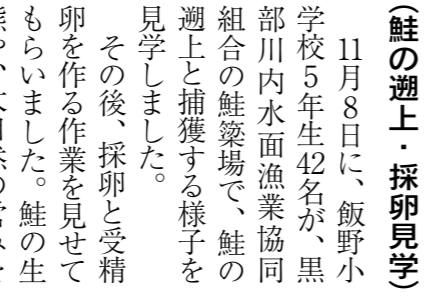 （鮭の遡上・採卵見学）
11月8日に、飯野小
学校5年生42名が、黒
部川内水面漁業協同
組合の鮭簗場で、鮭の
遡上と捕獲する様子を
見学しました。
その後、採卵と受精
卵を作る作業を見せて
もらいました。鮭の生